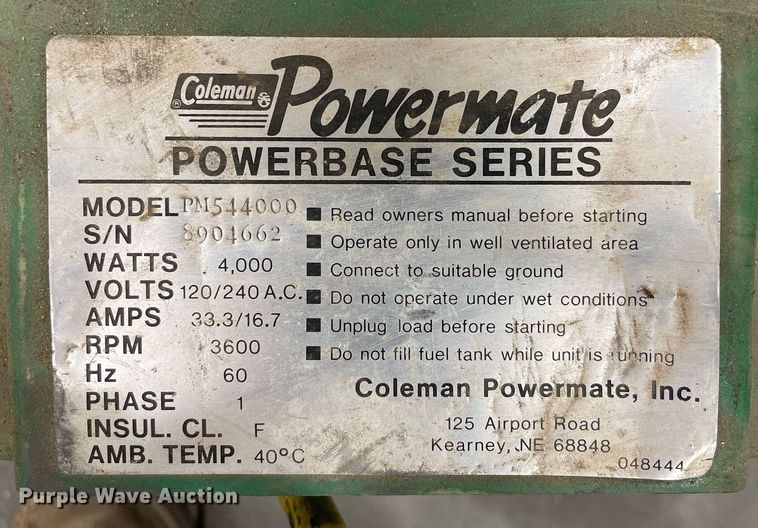 Coleman ® Powermate
POWERBASE SERIES
MODEL PM544000
S/N 8904662
WATTS 4,000
VOLTS 120/240 A.C.
AMPS 33.3/16.7
RPM 3600
Hz 60
PHASE 1
INSUL. CL. F
AMB. TEMP. 40°C
■ Read owners manual before starting
■ Operate only in well ventilated area
■ Connect to suitable ground
■ Do not operate under wet conditions
■ Unplug load before starting
■ Do not fill fuel tank while unit is running
Coleman Powermate, Inc.
125 Airport Road
Kearney, NE 68848
048444
Purple Wave Auction